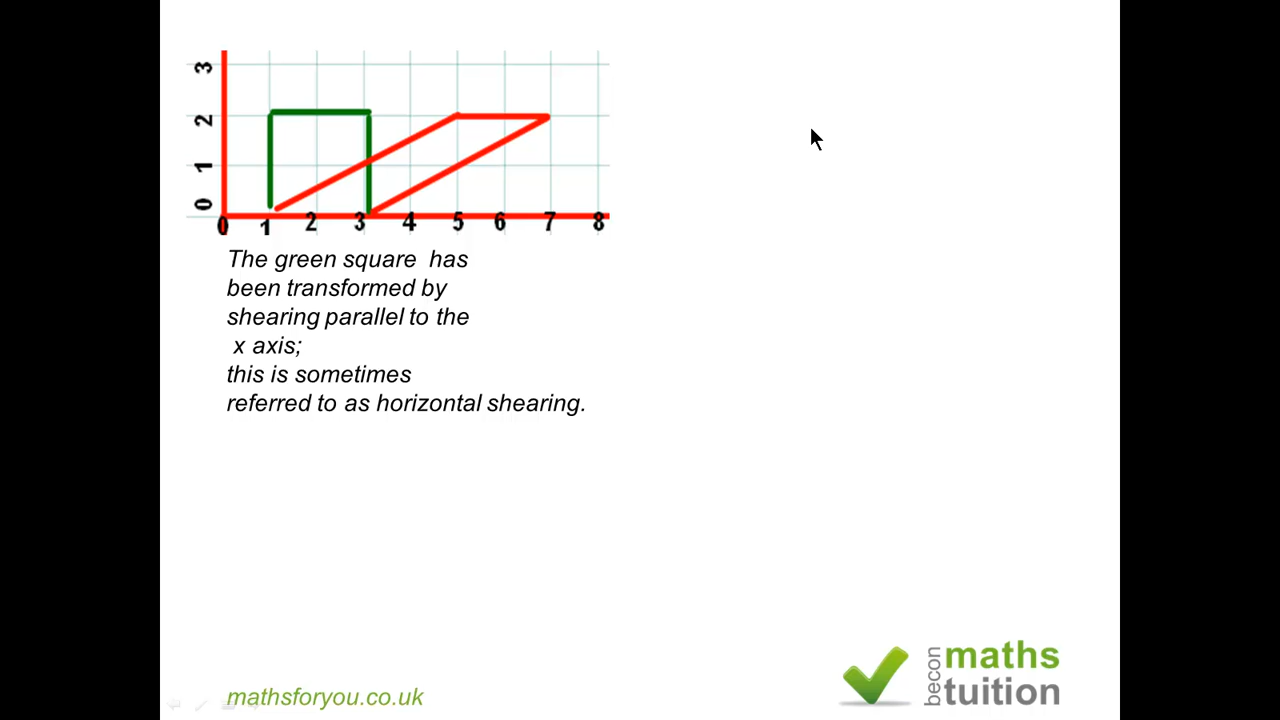 3
2
1
0
0 1 2 3 4 5 6 7 8
The green square has
been transformed by
shearing parallel to the
x axis;
this is sometimes
referred to as horizontal shearing.
mathsforyou.co.uk
becon
maths
tuition